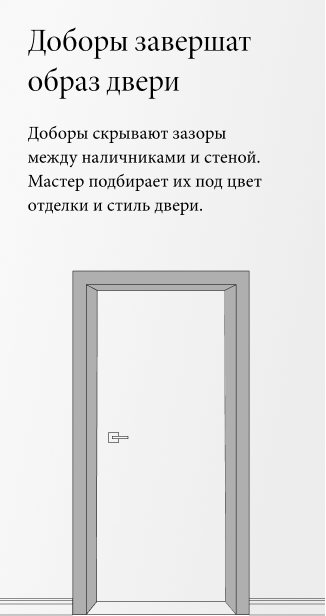 Доборы завершат
образ двери
Доборы скрывают зазоры
между наличниками и стеной.
Мастер подбирает их под цвет
отделки и стиль двери.